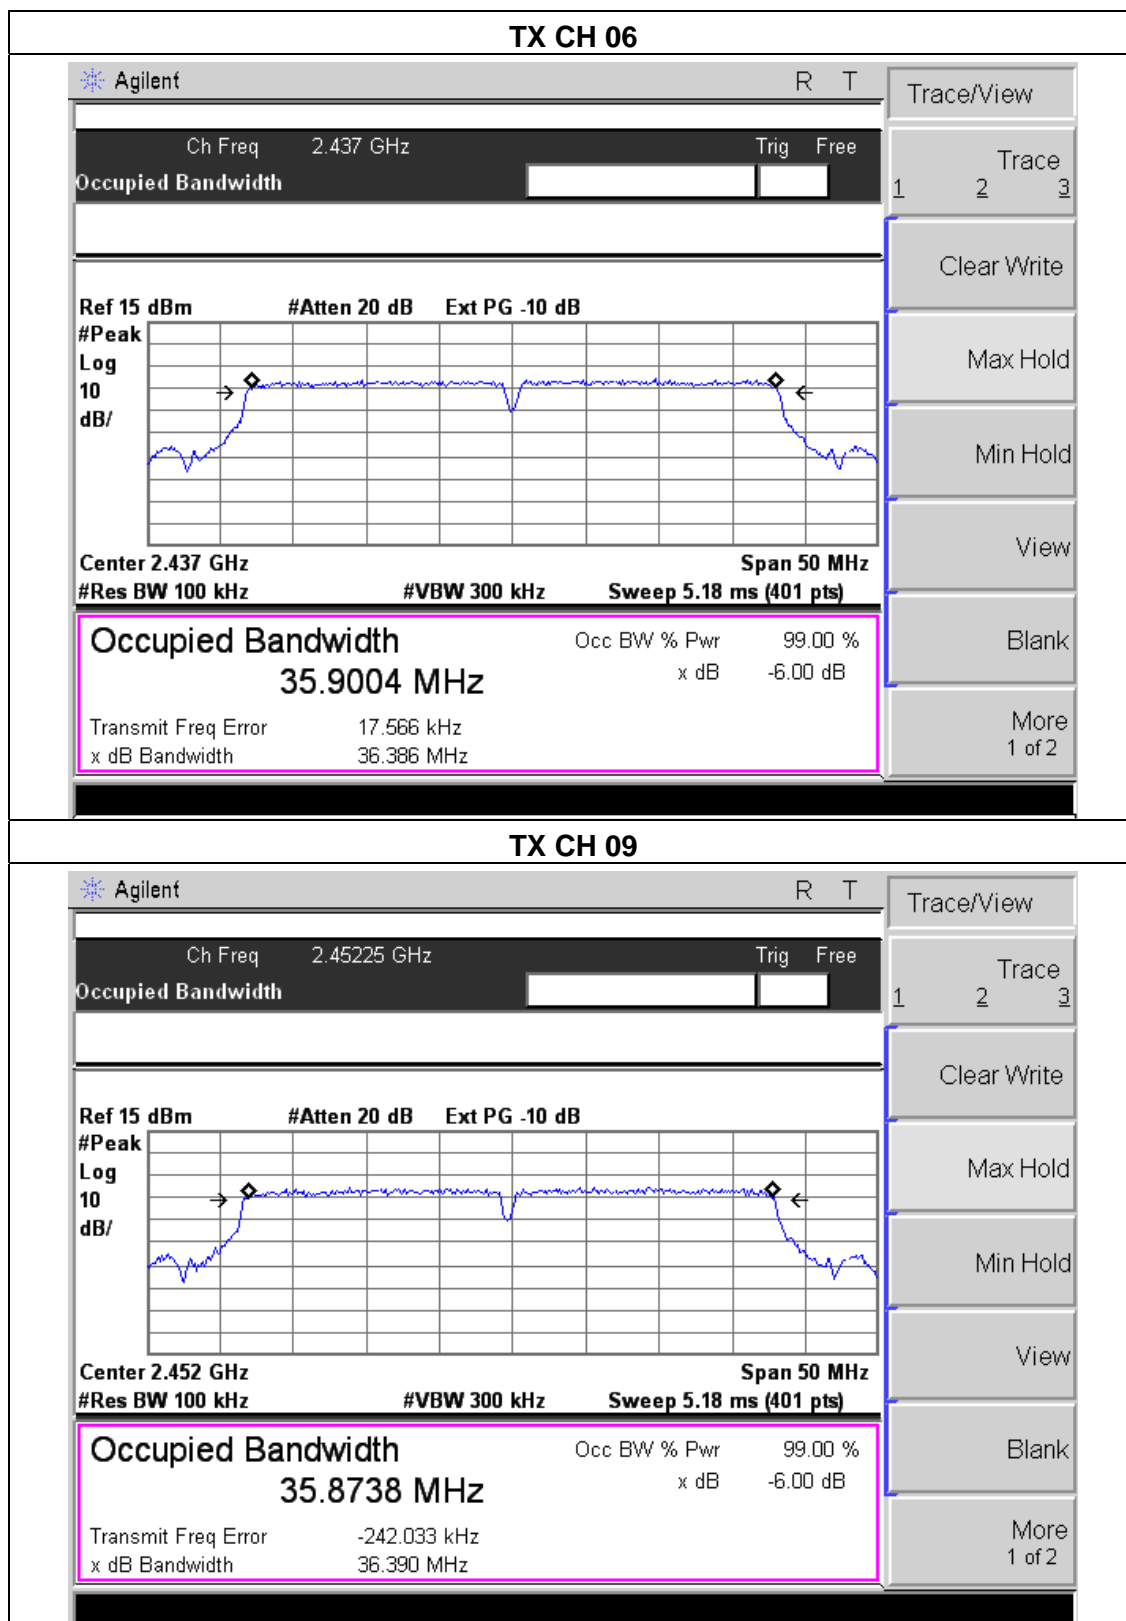 TX CH 06
Agilent R T
Trace/View
Ch Freq 2.437 GHz Trig Free
Occupied Bandwidth
Trace
1 2 3
Clear Write
Ref 15 dBm #Atten 20 dB Ext PG -10 dB
#Peak
Log
10
dB/
Max Hold
Min Hold
View
Center 2.437 GHz Span 50 MHz
#Res BW 100 kHz #VBW 300 kHz Sweep 5.18 ms (401 pts)
Occupied Bandwidth Occ BW % Pwr 99.00 %
35.9004 MHz x dB -6.00 dB
Blank
Transmit Freq Error 17.566 kHz
x dB Bandwidth 36.386 MHz
More
1 of 2
TX CH 09
Agilent R T
Trace/View
Ch Freq 2.45225 GHz Trig Free
Occupied Bandwidth
Trace
1 2 3
Clear Write
Ref 15 dBm #Atten 20 dB Ext PG -10 dB
#Peak
Log
10
dB/
Max Hold
Min Hold
View
Center 2.452 GHz Span 50 MHz
#Res BW 100 kHz #VBW 300 kHz Sweep 5.18 ms (401 pts)
Occupied Bandwidth Occ BW % Pwr 99.00 %
35.8738 MHz x dB -6.00 dB
Blank
Transmit Freq Error -242.033 kHz
x dB Bandwidth 36.390 MHz
More
1 of 2